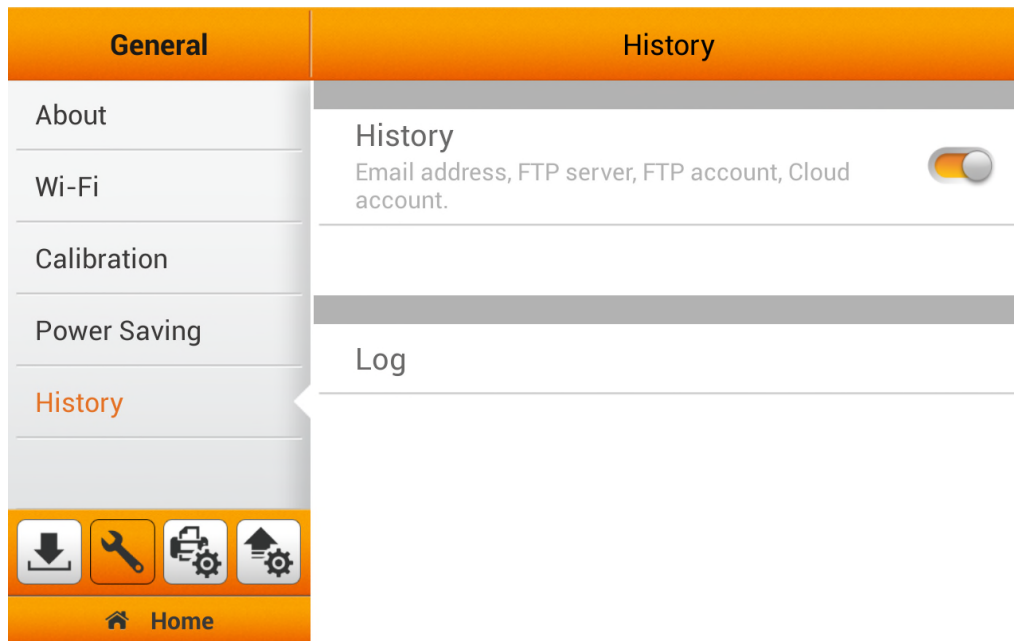 General
History
About
Wi-Fi
Calibration
Power Saving
History
Home
History
Email address, FTP server, FTP account, Cloud
account.
Log